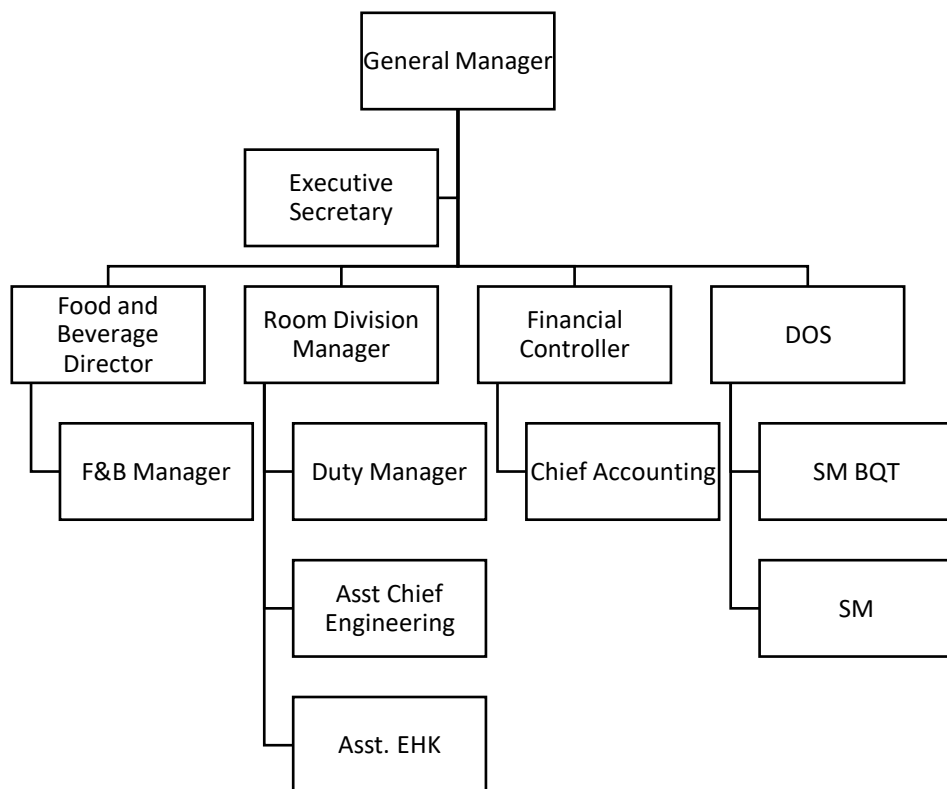 General Manager
Executive
Secretary
Food and
Beverage
Director
Room Division
Manager
Financial
Controller
DOS
F&B Manager
Duty Manager
Chief Accounting
SM BQT
Asst Chief
Engineering
SM
Asst. EHK